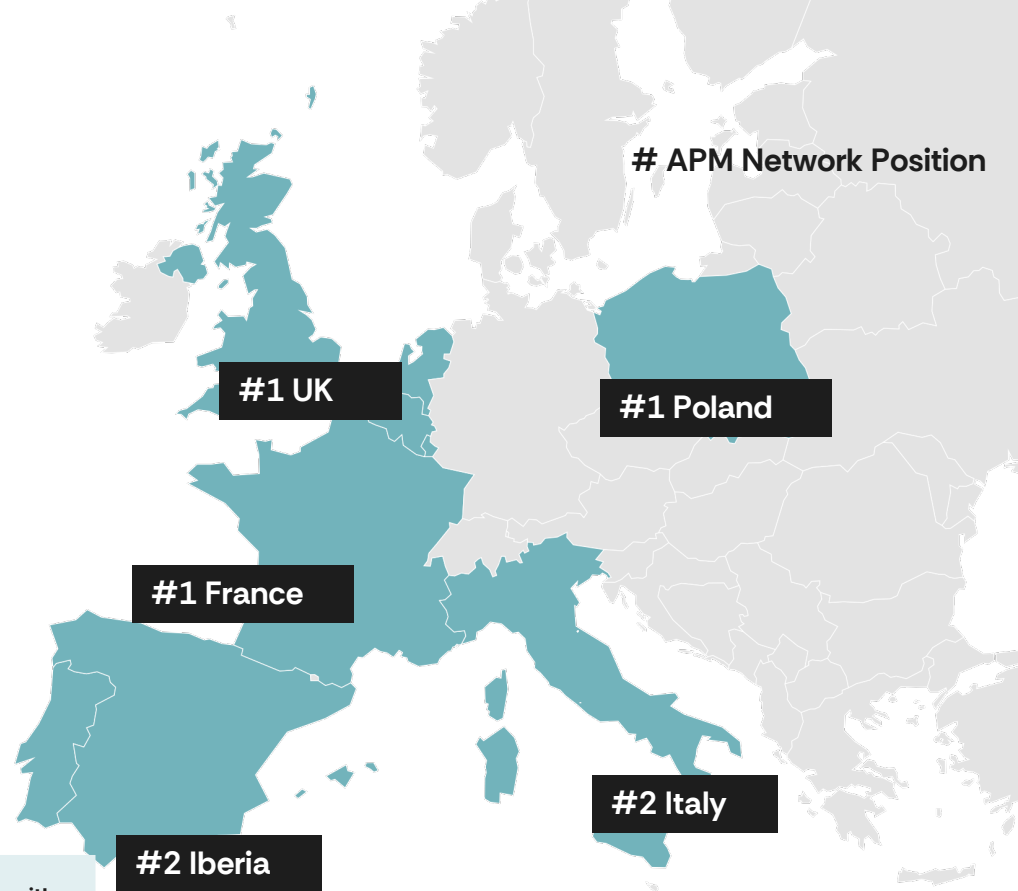 # APM Network Position
#1 UK
#1 Poland
#1 France
#2 Italy
#2 Iberia